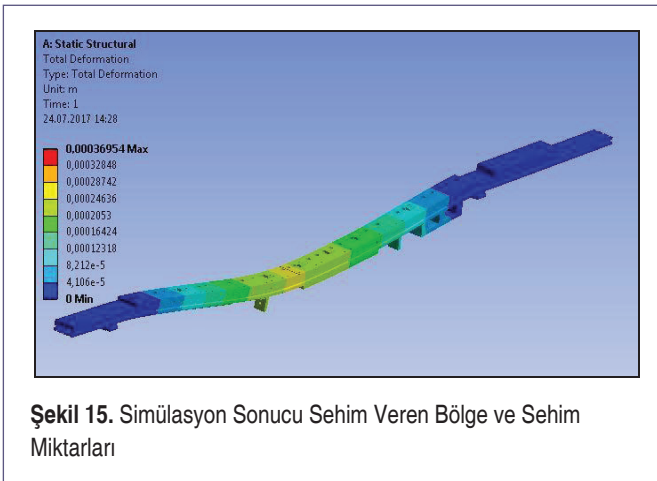 A: Static Structural
Total Deformation
Type: Total Deformation
Unit: m
Time: 1
24.07.2017 14:28
0,00036954 Max
0,00032848
0,00028742
0,00024636
0,0002053
0,00016424
0,00012318
8,212e-5
4,106e-5
0 Min
Şekil 15. Simülasyon Sonucu Sehim Veren Bölge ve Sehim
Miktarları